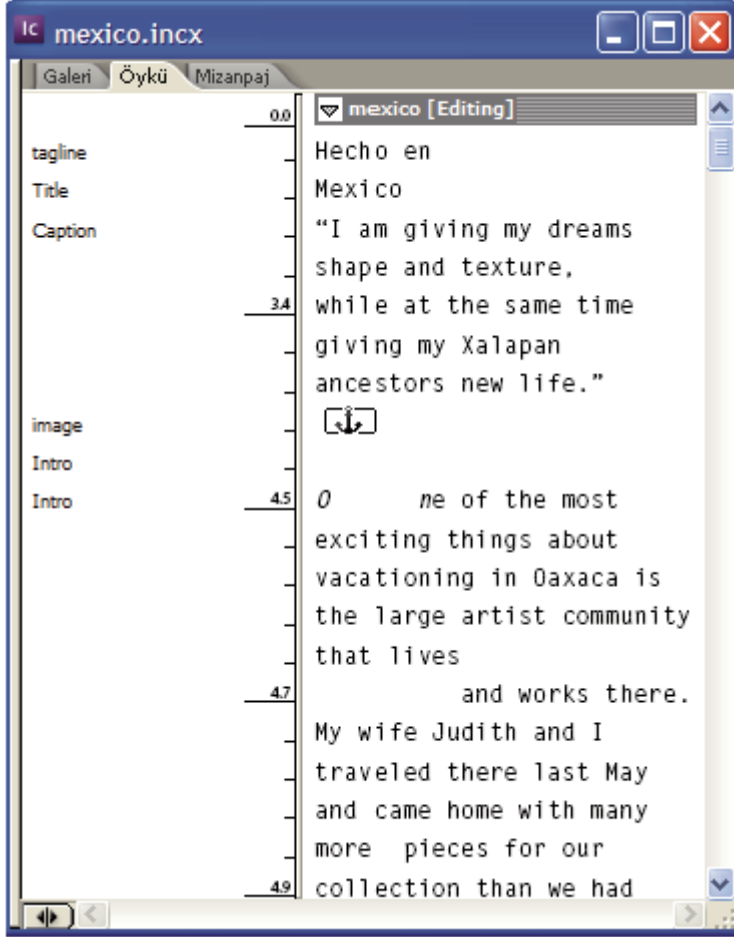 Ic mexico.incx
Galeri Öykü Mizanpaj
0.0 mexico [Editing]
tagline Hecho en
Title Mexico
Caption “I am giving my dreams
shape and texture,
3.4 while at the same time
giving my Xalapan
ancestors new life.”
image
Intro
Intro 4.5 O ne of the most
exciting things about
vacationing in Oaxaca is
the large artist community
that lives
4.7 and works there.
My wife Judith and I
traveled there last May
and came home with many
more pieces for our
4.9 collection than we had